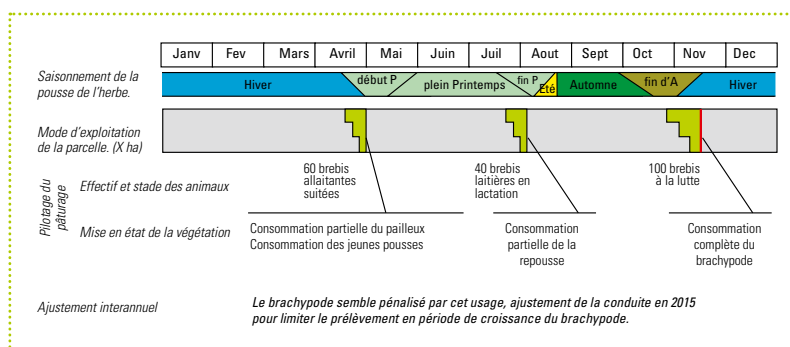 Janv Fev Mars Avril Mai Juin Juil Aout Sept Oct Nov Dec
Saisonnement de la
pousse de l'herbe.
Hiver début P plein Printemps fin P Eté Automne fin d'A Hiver
Mode d'exploitation
de la parcelle. (X ha)
Pilotage du
pâturage
Effectif et stade des animaux
60 brebis
allaitantes
suitées
40 brebis
laitières en
lactation
100 brebis
à la lutte
Mise en état de la végétation
Consommation partielle du pailleux
Consommation des jeunes pousses
Consommation
partielle de la
repousse
Consommation
complète du
brachypode
Ajustement interannuel
Le brachypode semble pénalisé par cet usage, ajustement de la conduite en 2015
pour limiter le prélèvement en période de croissance du brachypode.